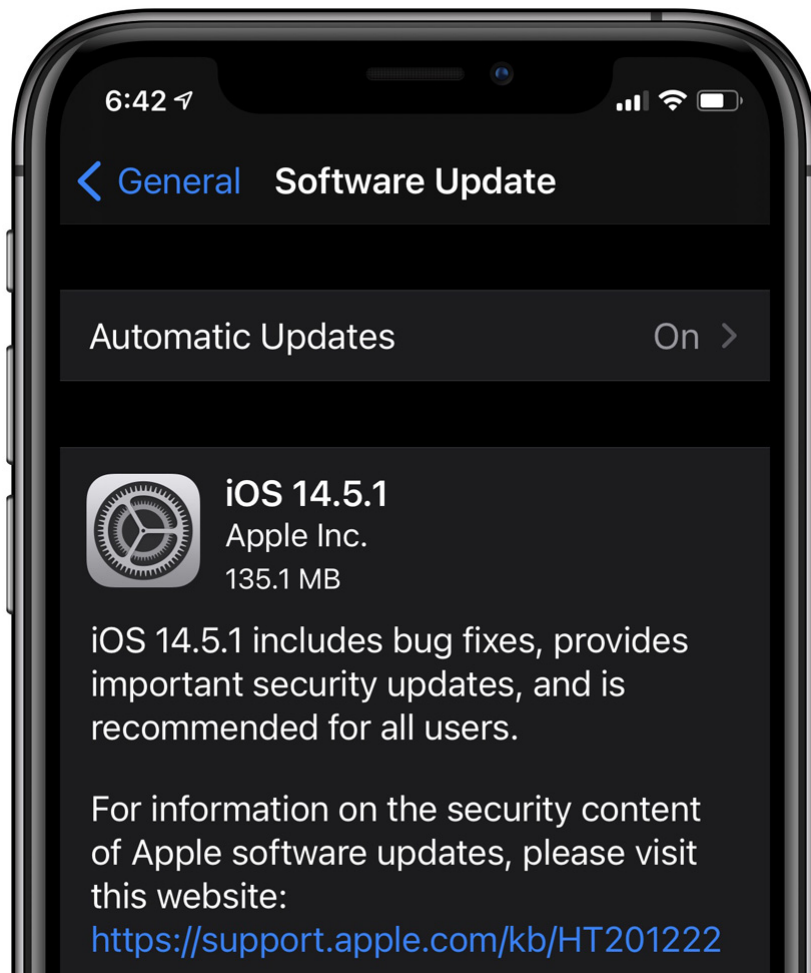 6:42
General Software Update
Automatic Updates On
iOS 14.5.1
Apple Inc.
135.1 MB
iOS 14.5.1 includes bug fixes, provides
important security updates, and is
recommended for all users.
For information on the security content
of Apple software updates, please visit
this website:
https://support.apple.com/kb/HT201222